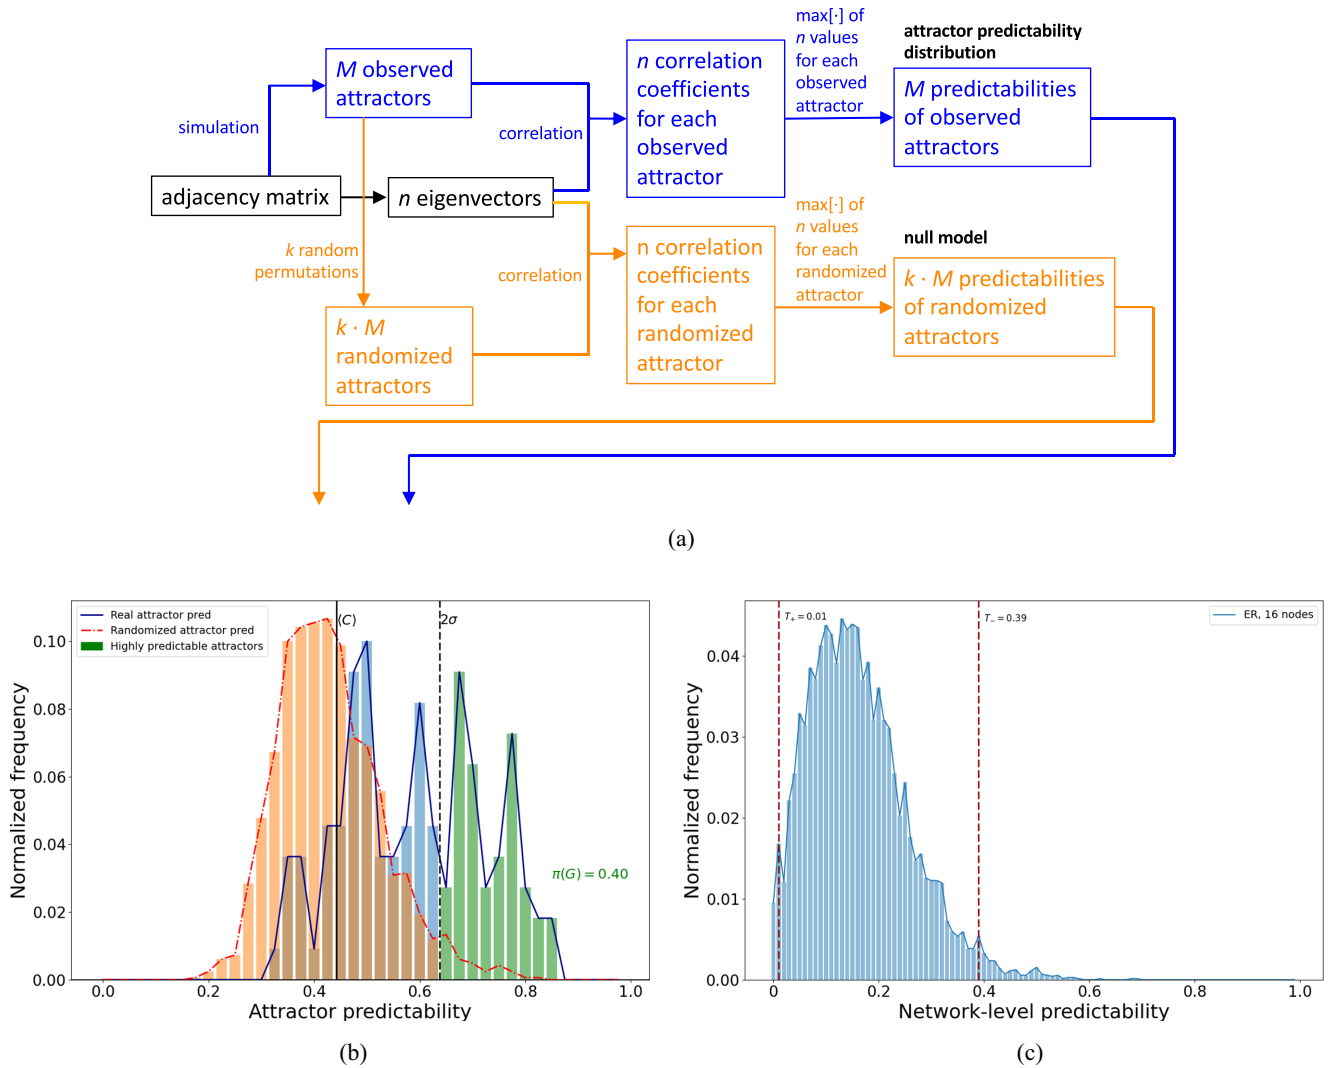 max[·] of
n values
for each
observed
attractor
attractor predictability
distribution
M observed
attractors
n correlation
coefficients
for each
observed
attractor
M predictabilities
of observed
attractors
simulation
correlation
adjacency matrix
n eigenvectors
max[·] of
n values
for each
randomized
attractor
null model
k random
permutations
correlation
n correlation
coefficients
for each
randomized
attractor
k · M predictabilities
of randomized
attractors
k · M
randomized
attractors
(a)
Real attractor pred
Randomized attractor pred
Highly predictable attractors
⟨C⟩
2σ
π(G) = 0.40
0.10
0.08
0.06
0.04
0.02
0.00
Normalized frequency
0.0 0.2 0.4 0.6 0.8 1.0
Attractor predictability
(b)
T₊ = 0.01
T₋ = 0.39
ER, 16 nodes
0.04
0.03
0.02
0.01
0.00
Normalized frequency
0 0.2 0.4 0.6 0.8 1.0
Network-level predictability
(c)